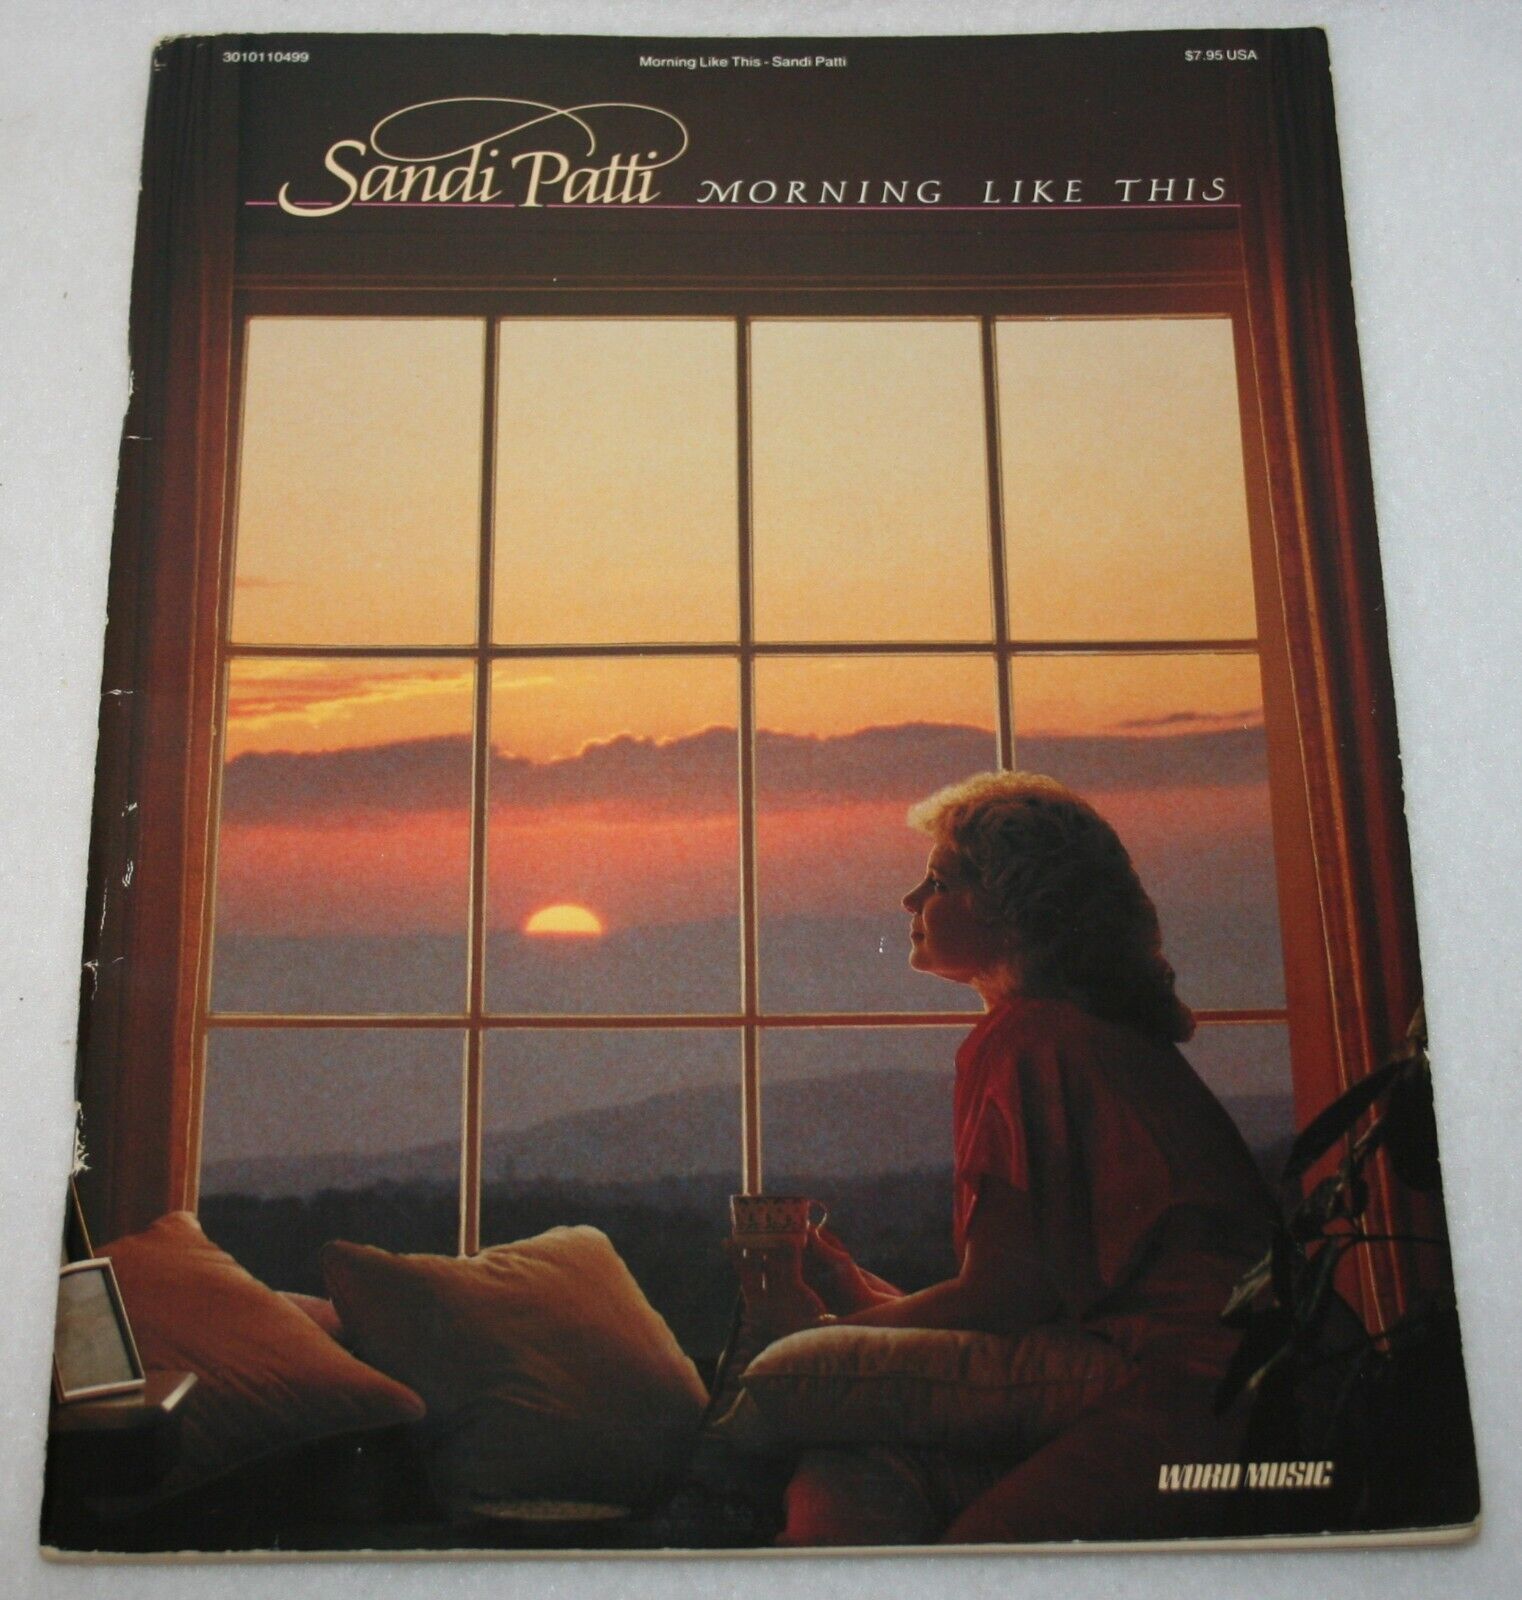 3010110499 Morning Like This - Sandi Patti $7.95 USA
Sandi Patti MORNING LIKE THIS
WORD MUSIC